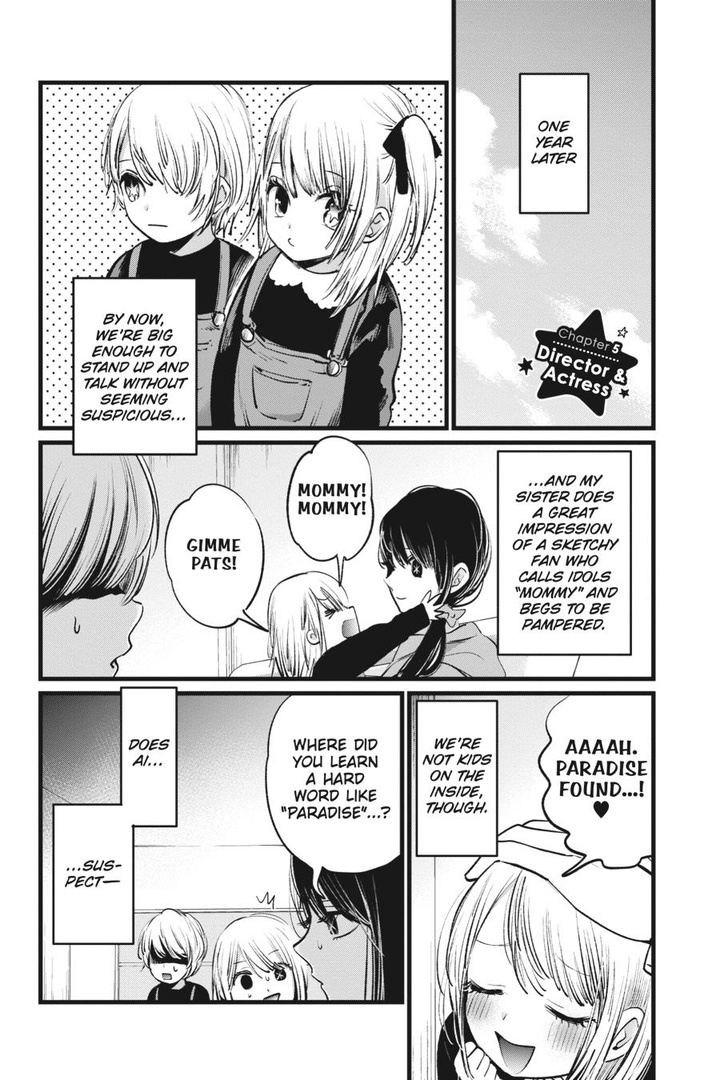 ONE
YEAR
LATER
Chapter 5
Director &
Actress
BY NOW,
WE'RE BIG
ENOUGH TO
STAND UP AND
TALK WITHOUT
SEEMING
SUSPICIOUS...
...AND MY
SISTER DOES
A GREAT
IMPRESSION
OF A SKETCHY
FAN WHO
CALLS IDOLS
"MOMMY" AND
BEGS TO BE
PAMPERED.
MOMMY!
MOMMY!
GIMME
PATS!
AAAAH.
PARADISE
FOUND...!
♥
WE'RE
NOT KIDS
ON THE
INSIDE,
THOUGH.
WHERE DID
YOU LEARN
A HARD
WORD LIKE
"PARADISE"...?
DOES
AI...
...SUS-
PECT—